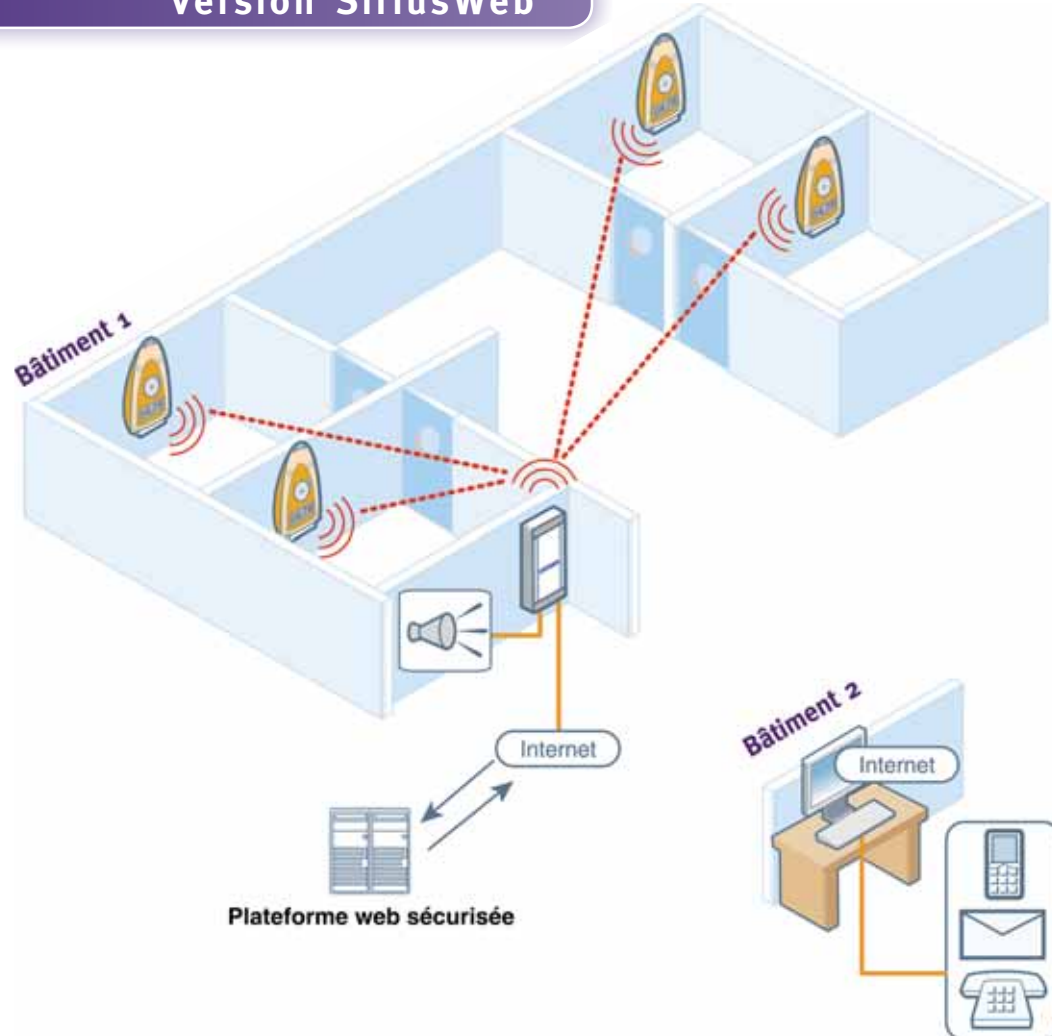 Version SiriusWeb
Bâtiment 1
Internet
Bâtiment 2
Internet
Plateforme web sécurisée